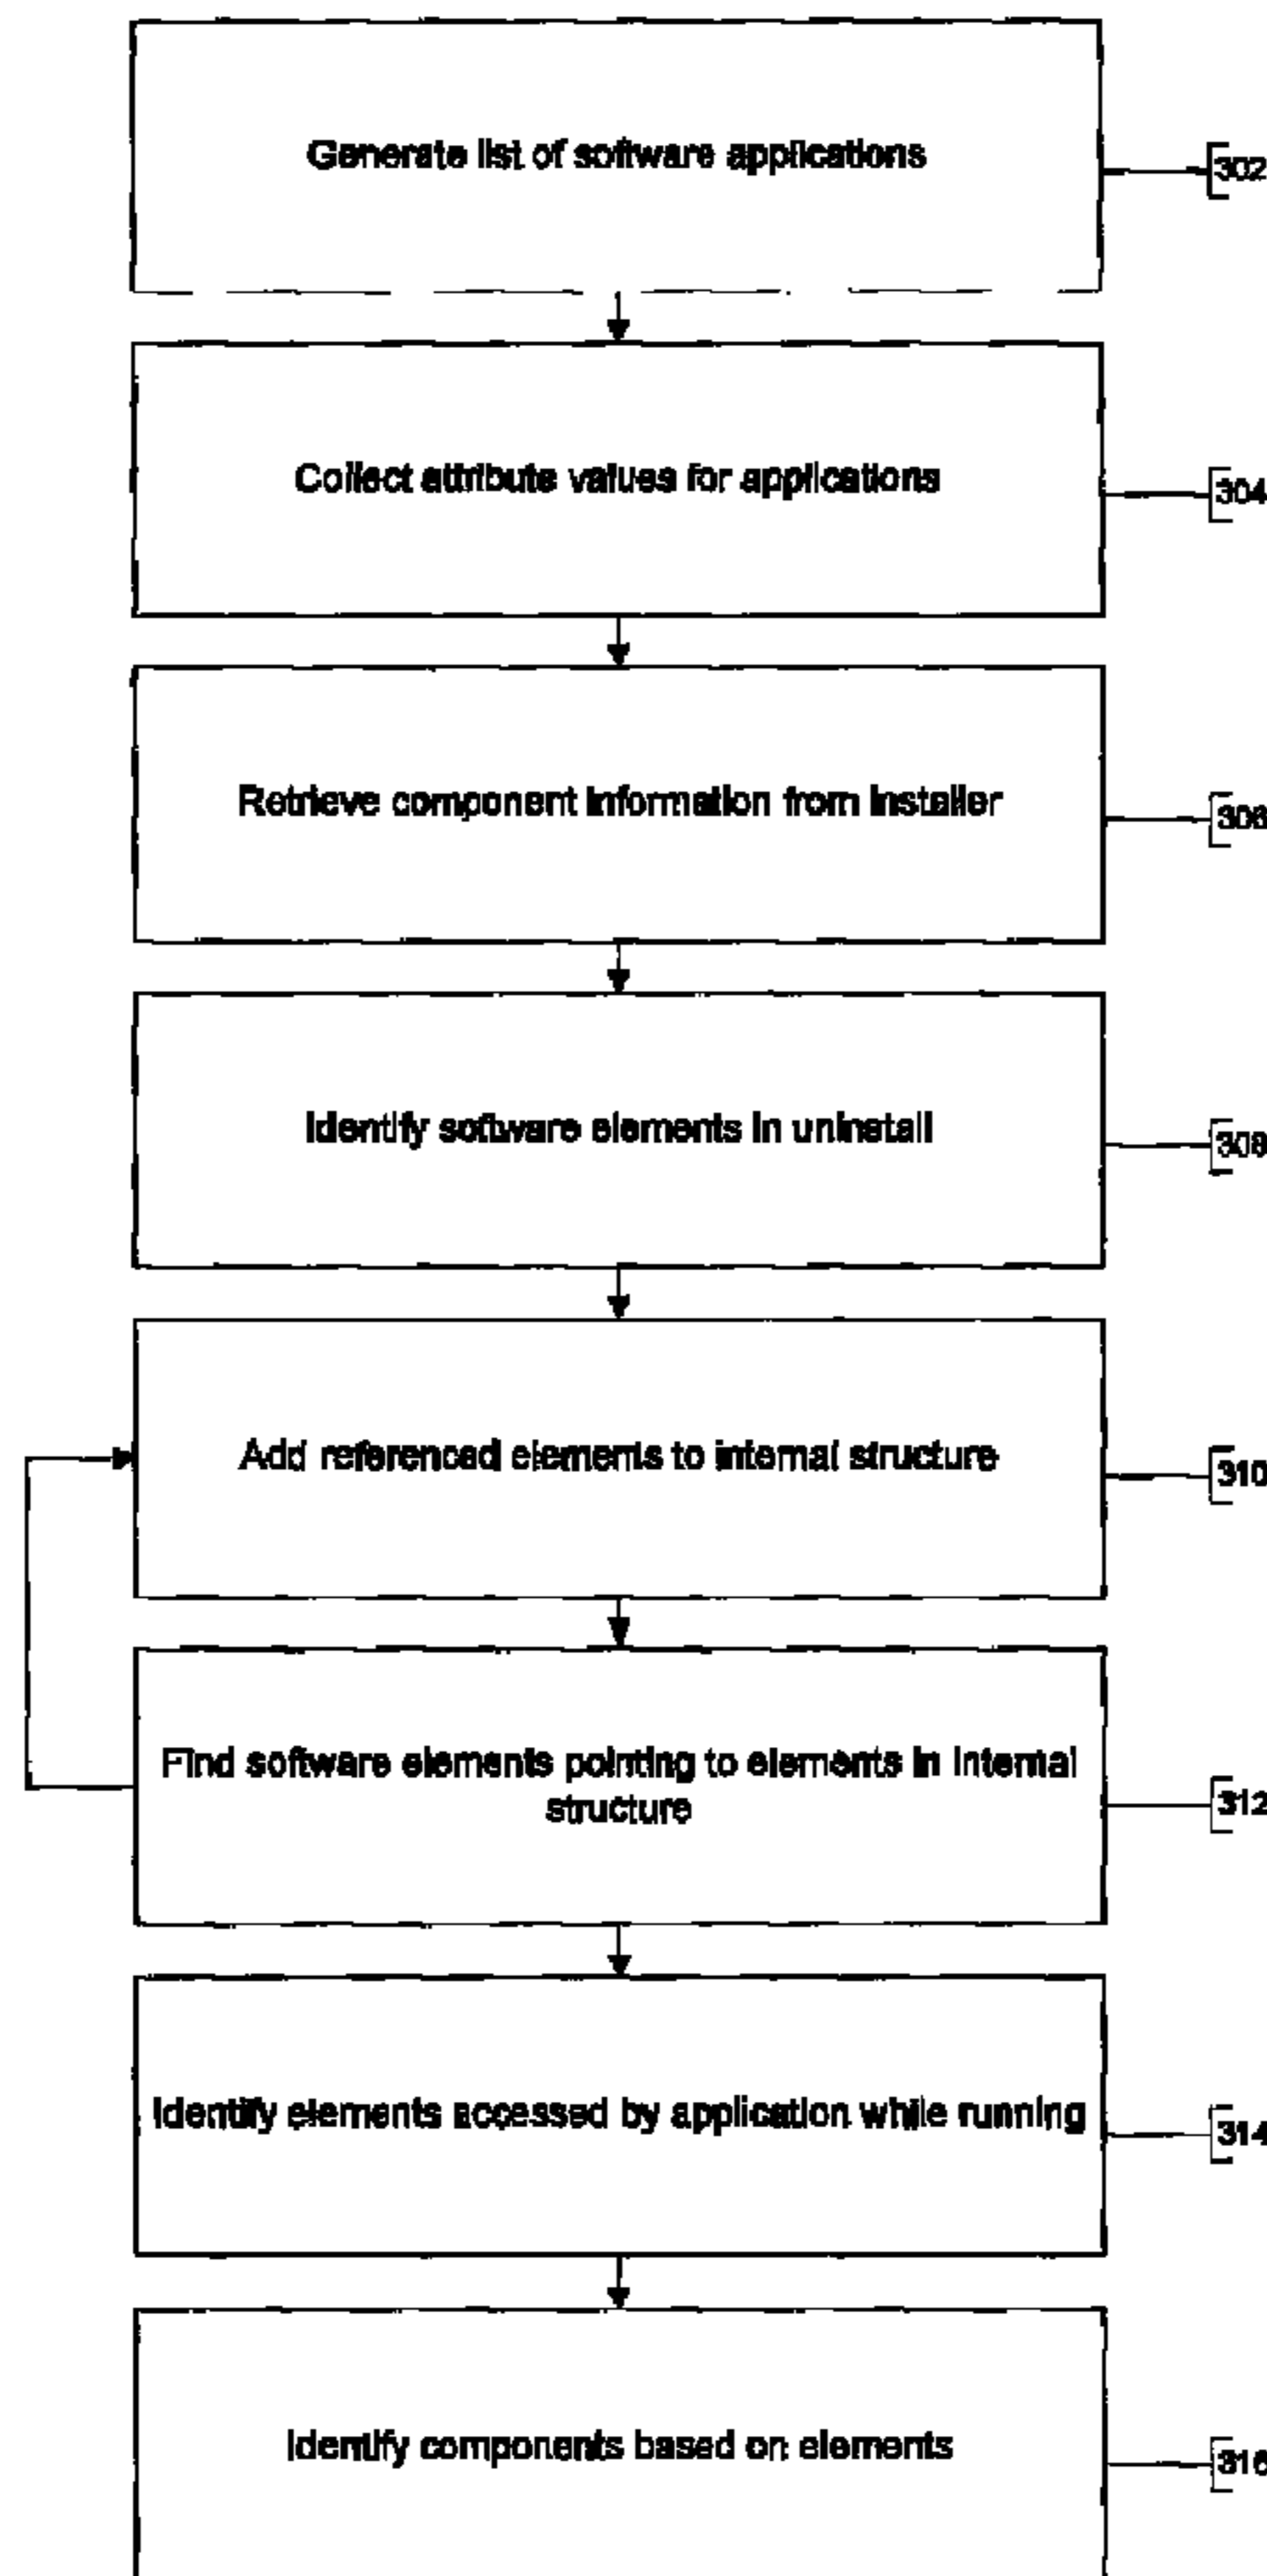 Generate list of software applications
302
Collect attribute values for applications
304
Retrieve component information from installer
306
Identify software elements in uninstall
308
Add referenced elements to internal structure
310
Find software elements pointing to elements in internal
structure
312
Identify elements accessed by application while running
314
Identify components based on elements
316